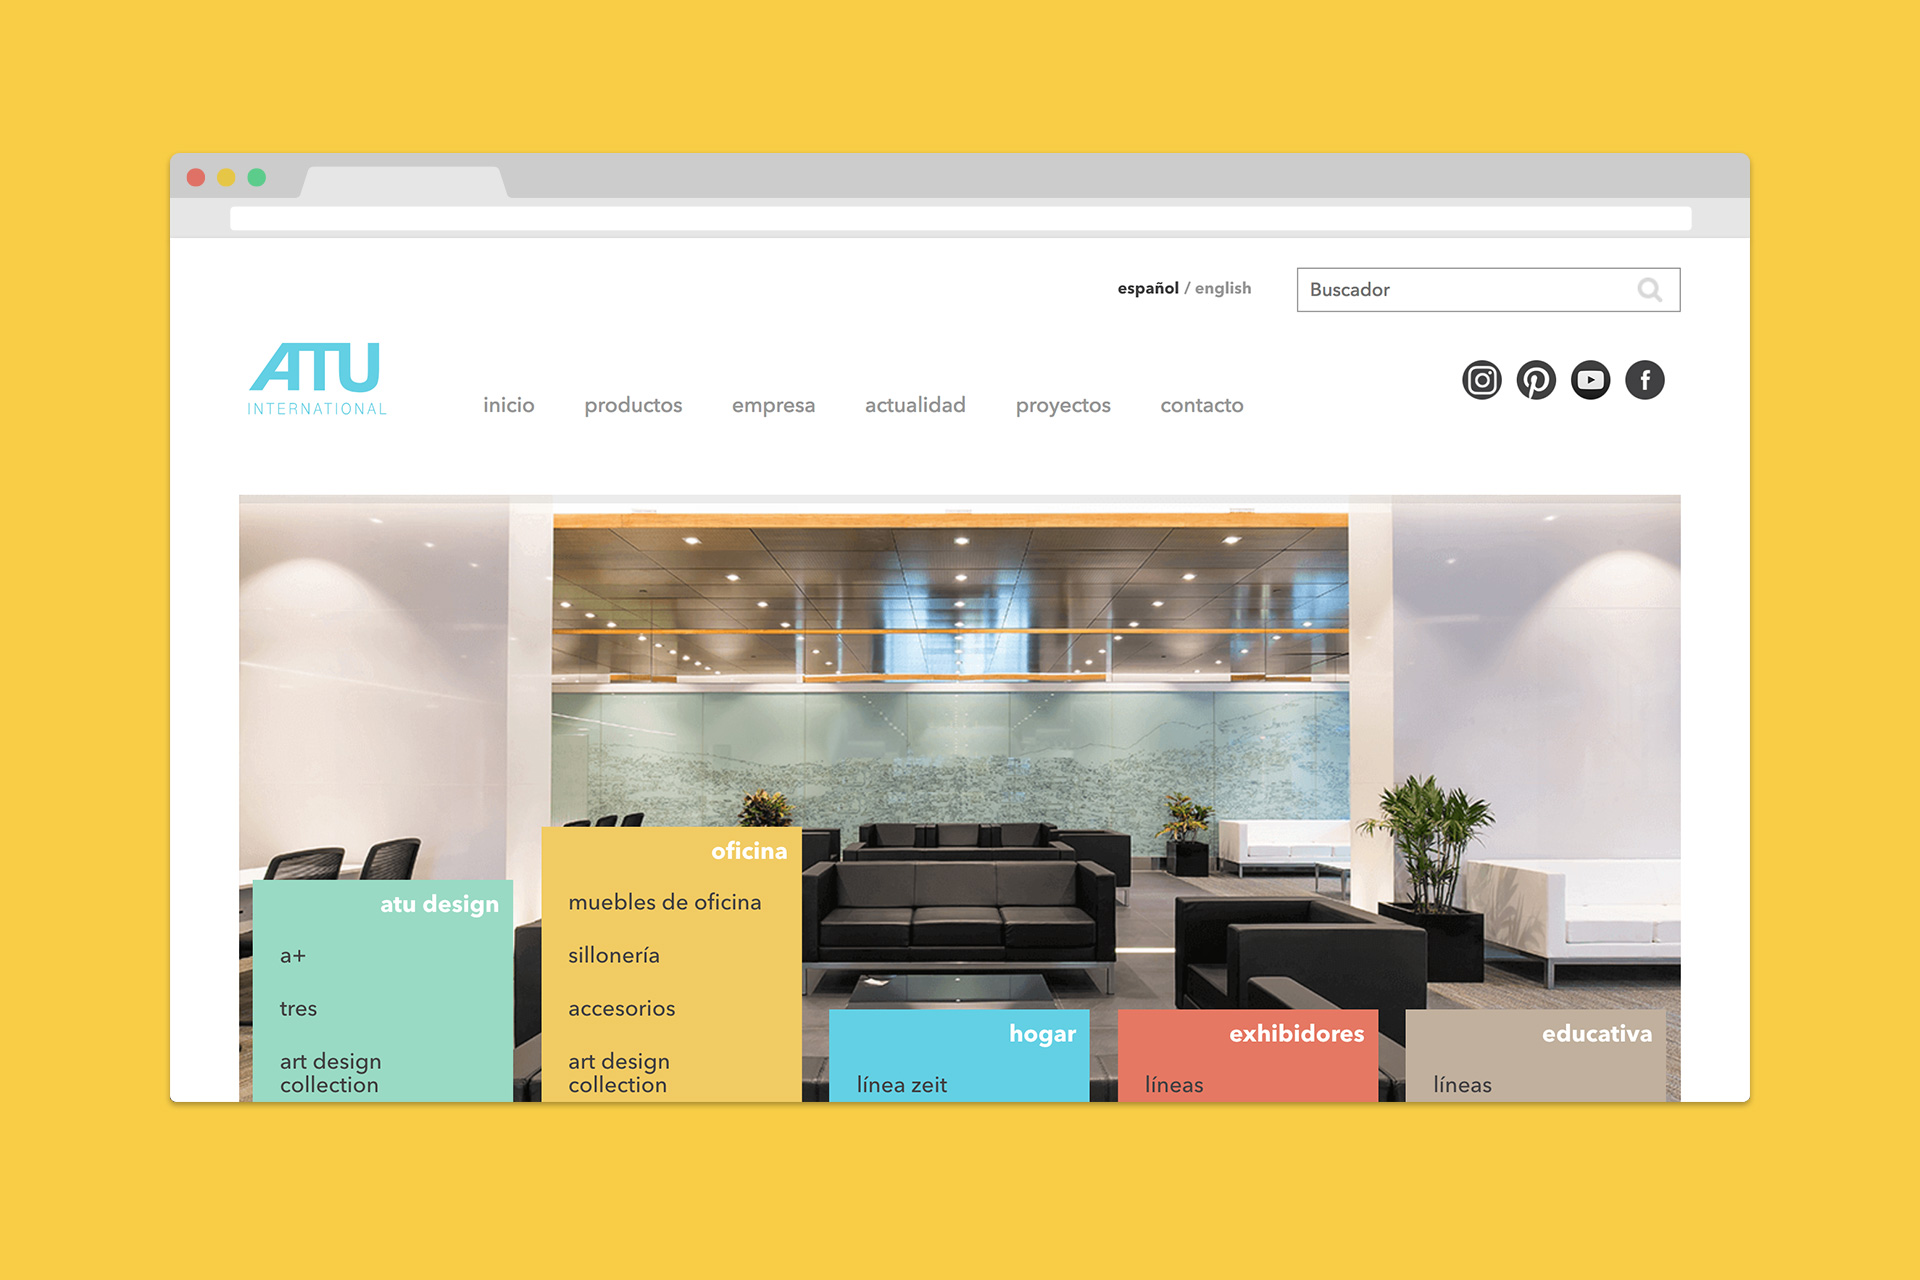 español / english
Buscador
ATU
INTERNATIONAL
inicio
productos
empresa
actualidad
proyectos
contacto
atu design
a+
tres
art design
collection
oficina
muebles de oficina
sillonería
accesorios
art design
collection
hogar
línea zeit
exhibidores
líneas
educativa
líneas